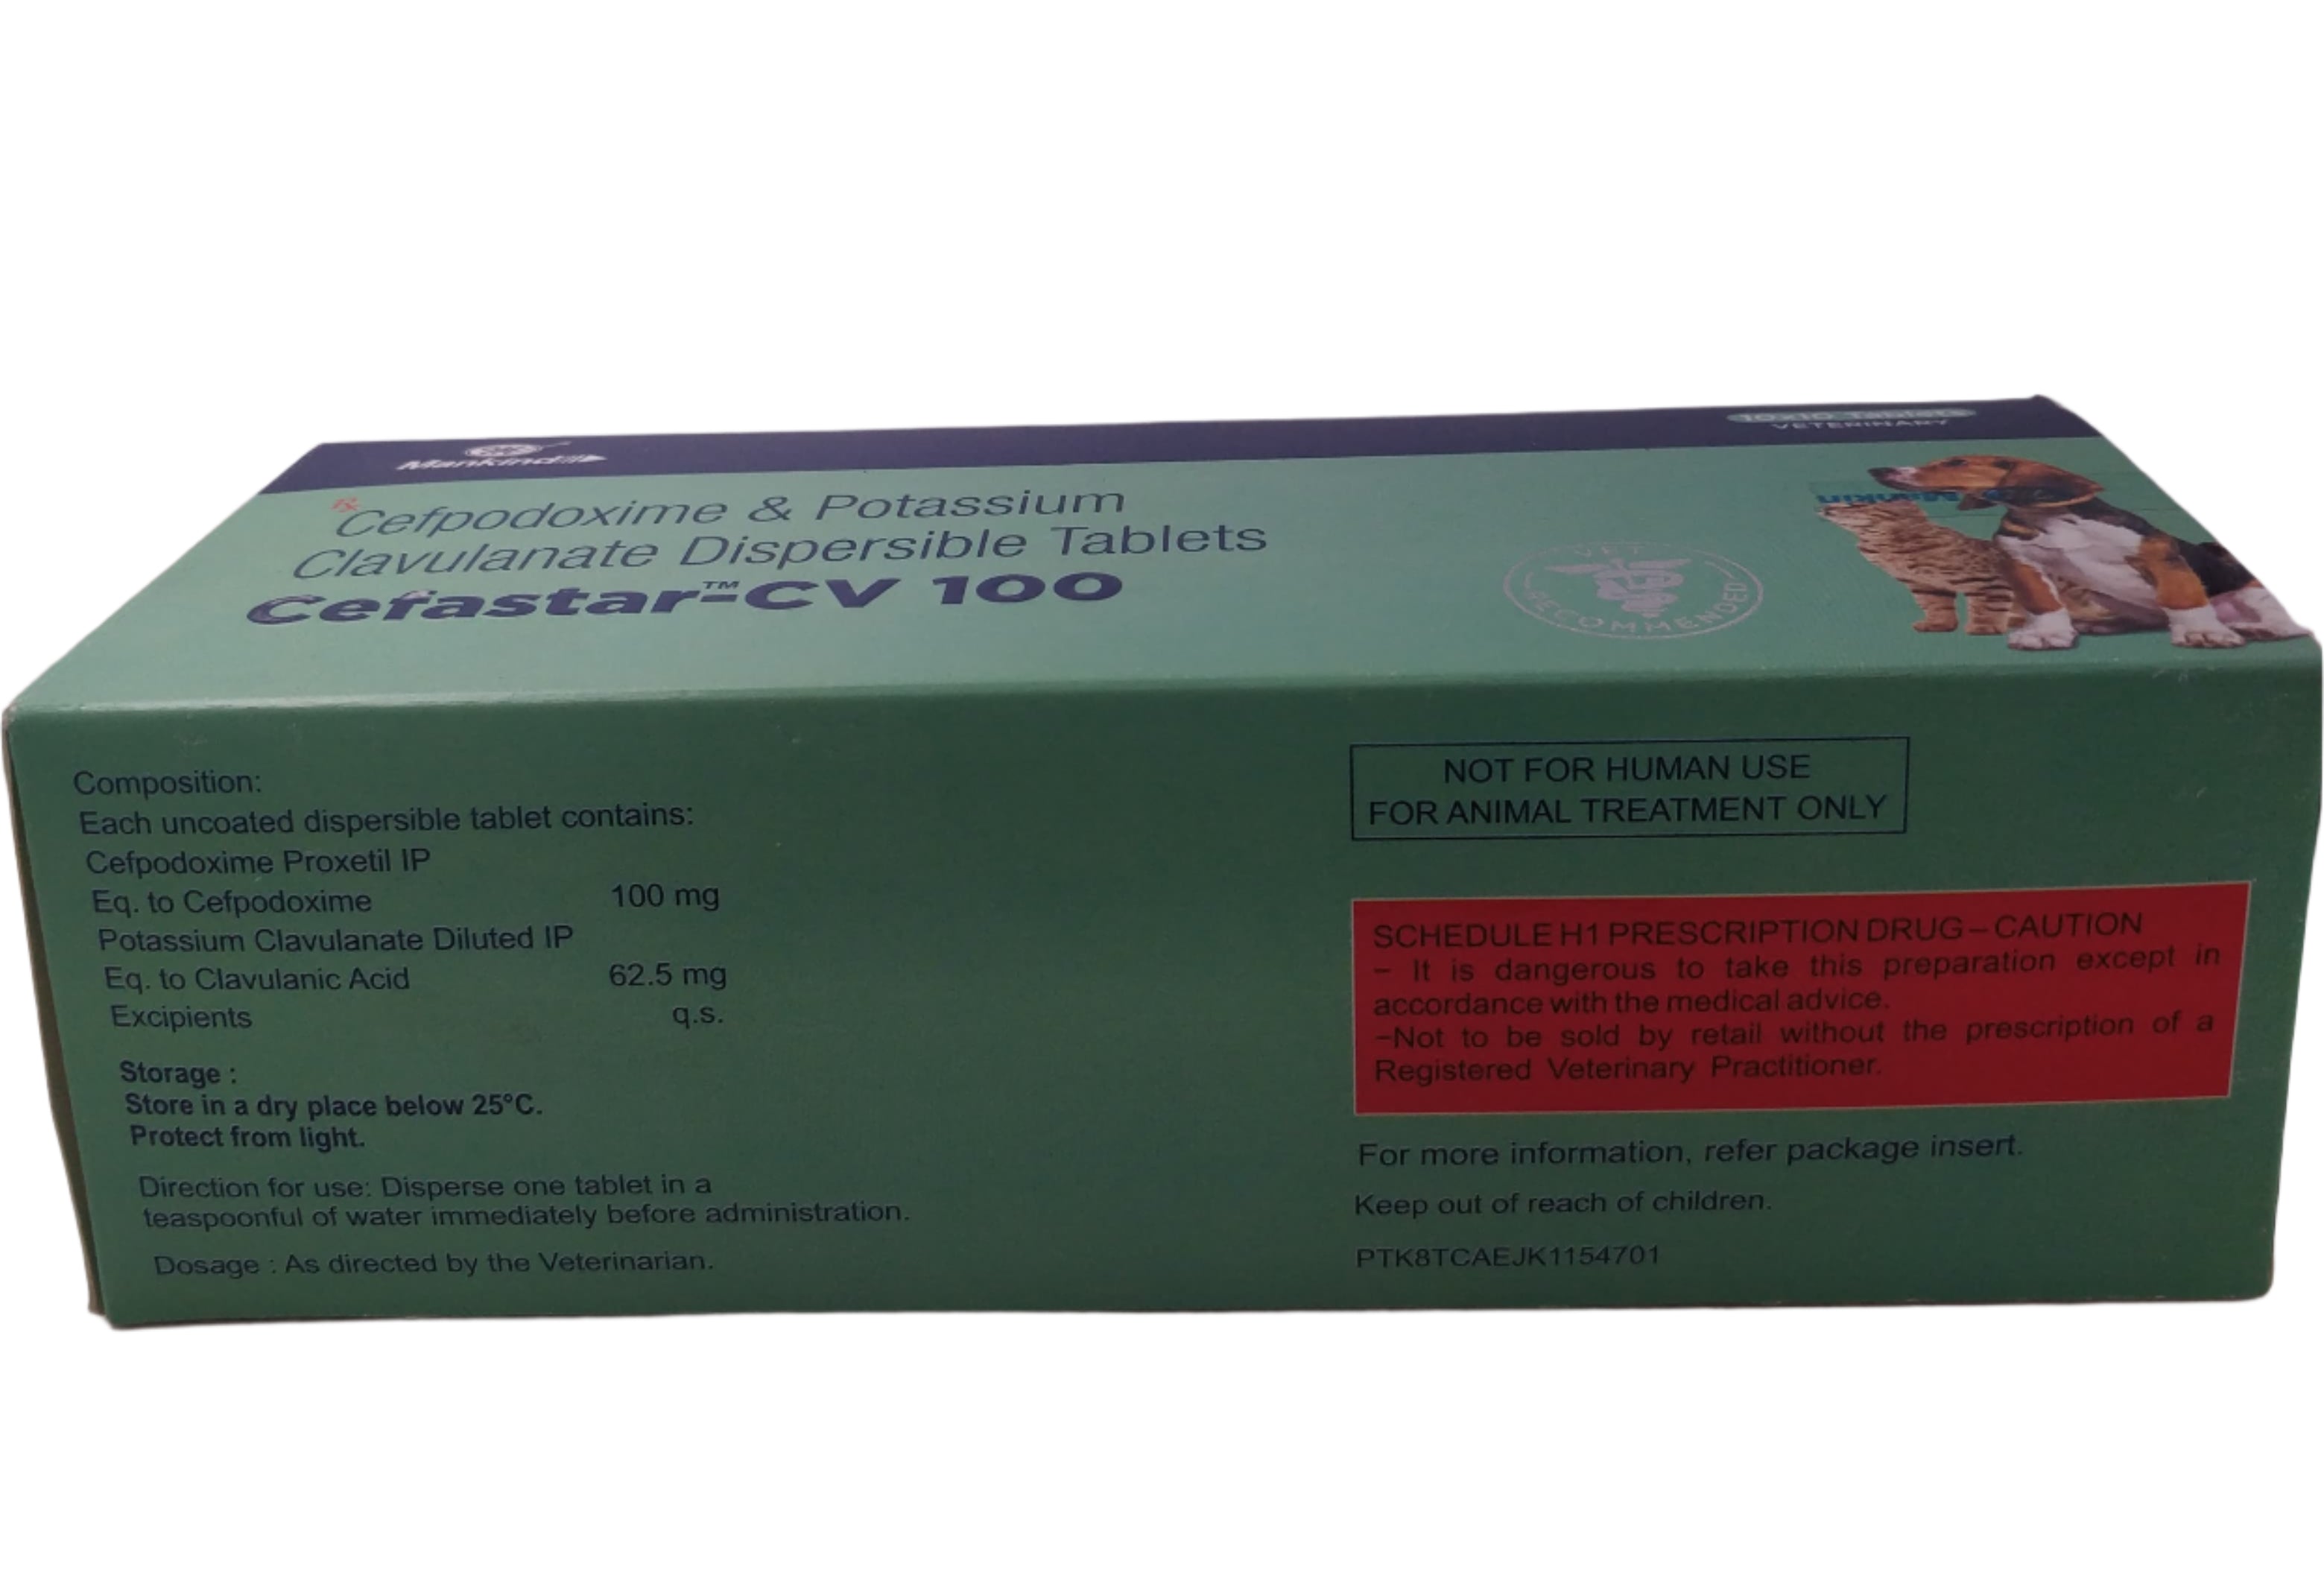 Mankind
10x10 Tablets
VETERINARY
Rx
Cefpodoxime & Potassium
Clavulanate Dispersible Tablets
Cefastar™-CV 100
VET
RECOMMENDED
Composition:
Each uncoated dispersible tablet contains:
Cefpodoxime Proxetil IP
Eq. to Cefpodoxime 100 mg
Potassium Clavulanate Diluted IP
Eq. to Clavulanic Acid 62.5 mg
Excipients q.s.
Storage :
Store in a dry place below 25°C.
Protect from light.
Direction for use: Disperse one tablet in a
teaspoonful of water immediately before administration.
Dosage : As directed by the Veterinarian.
NOT FOR HUMAN USE
FOR ANIMAL TREATMENT ONLY
SCHEDULE H1 PRESCRIPTION DRUG – CAUTION
– It is dangerous to take this preparation except in
accordance with the medical advice.
–Not to be sold by retail without the prescription of a
Registered Veterinary Practitioner.
For more information, refer package insert.
Keep out of reach of children.
PTK8TCAEJK1154701